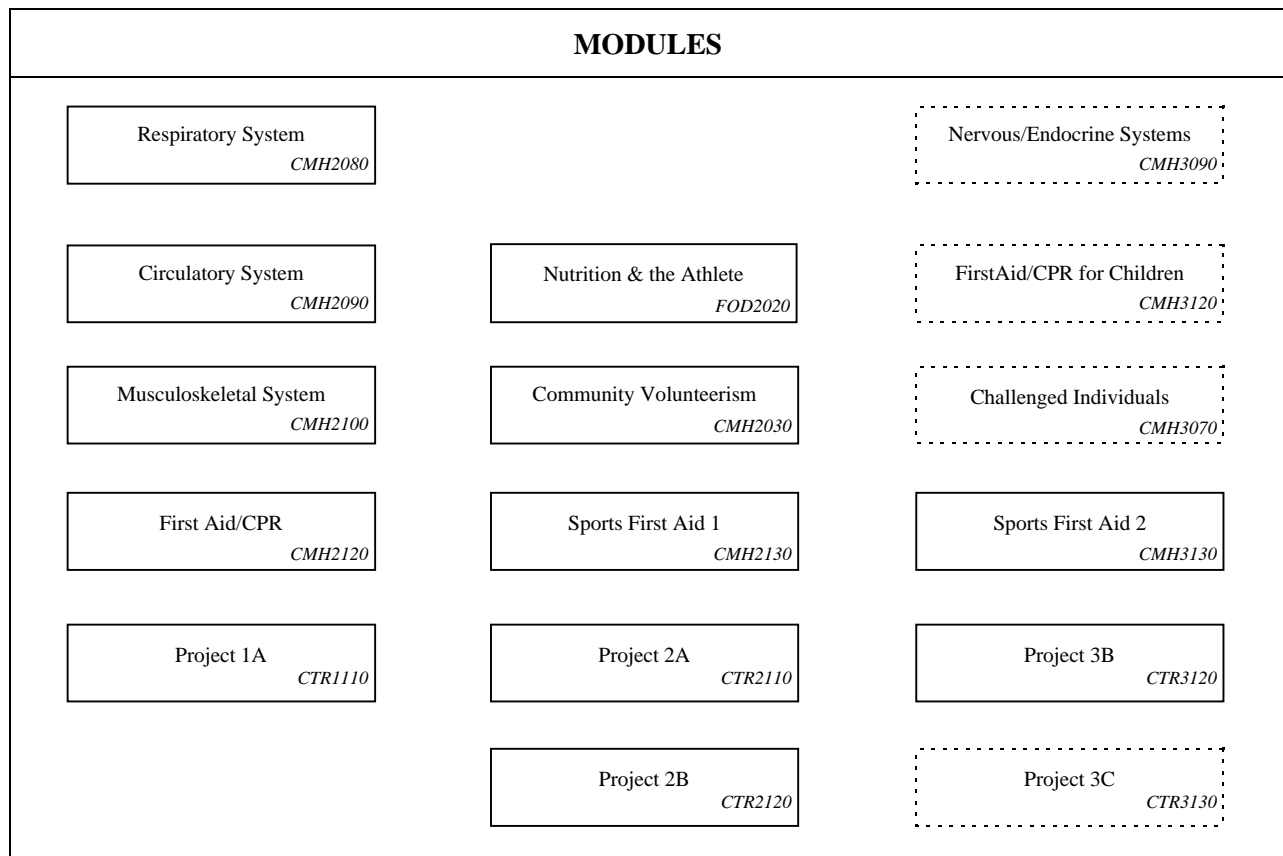 MODULES
Respiratory System
CMH2080
Nervous/Endocrine Systems
CMH3090
Circulatory System
CMH2090
Nutrition & the Athlete
FOD2020
FirstAid/CPR for Children
CMH3120
Musculoskeletal System
CMH2100
Community Volunteerism
CMH2030
Challenged Individuals
CMH3070
First Aid/CPR
CMH2120
Sports First Aid 1
CMH2130
Sports First Aid 2
CMH3130
Project 1A
CTR1110
Project 2A
CTR2110
Project 3B
CTR3120
Project 2B
CTR2120
Project 3C
CTR3130